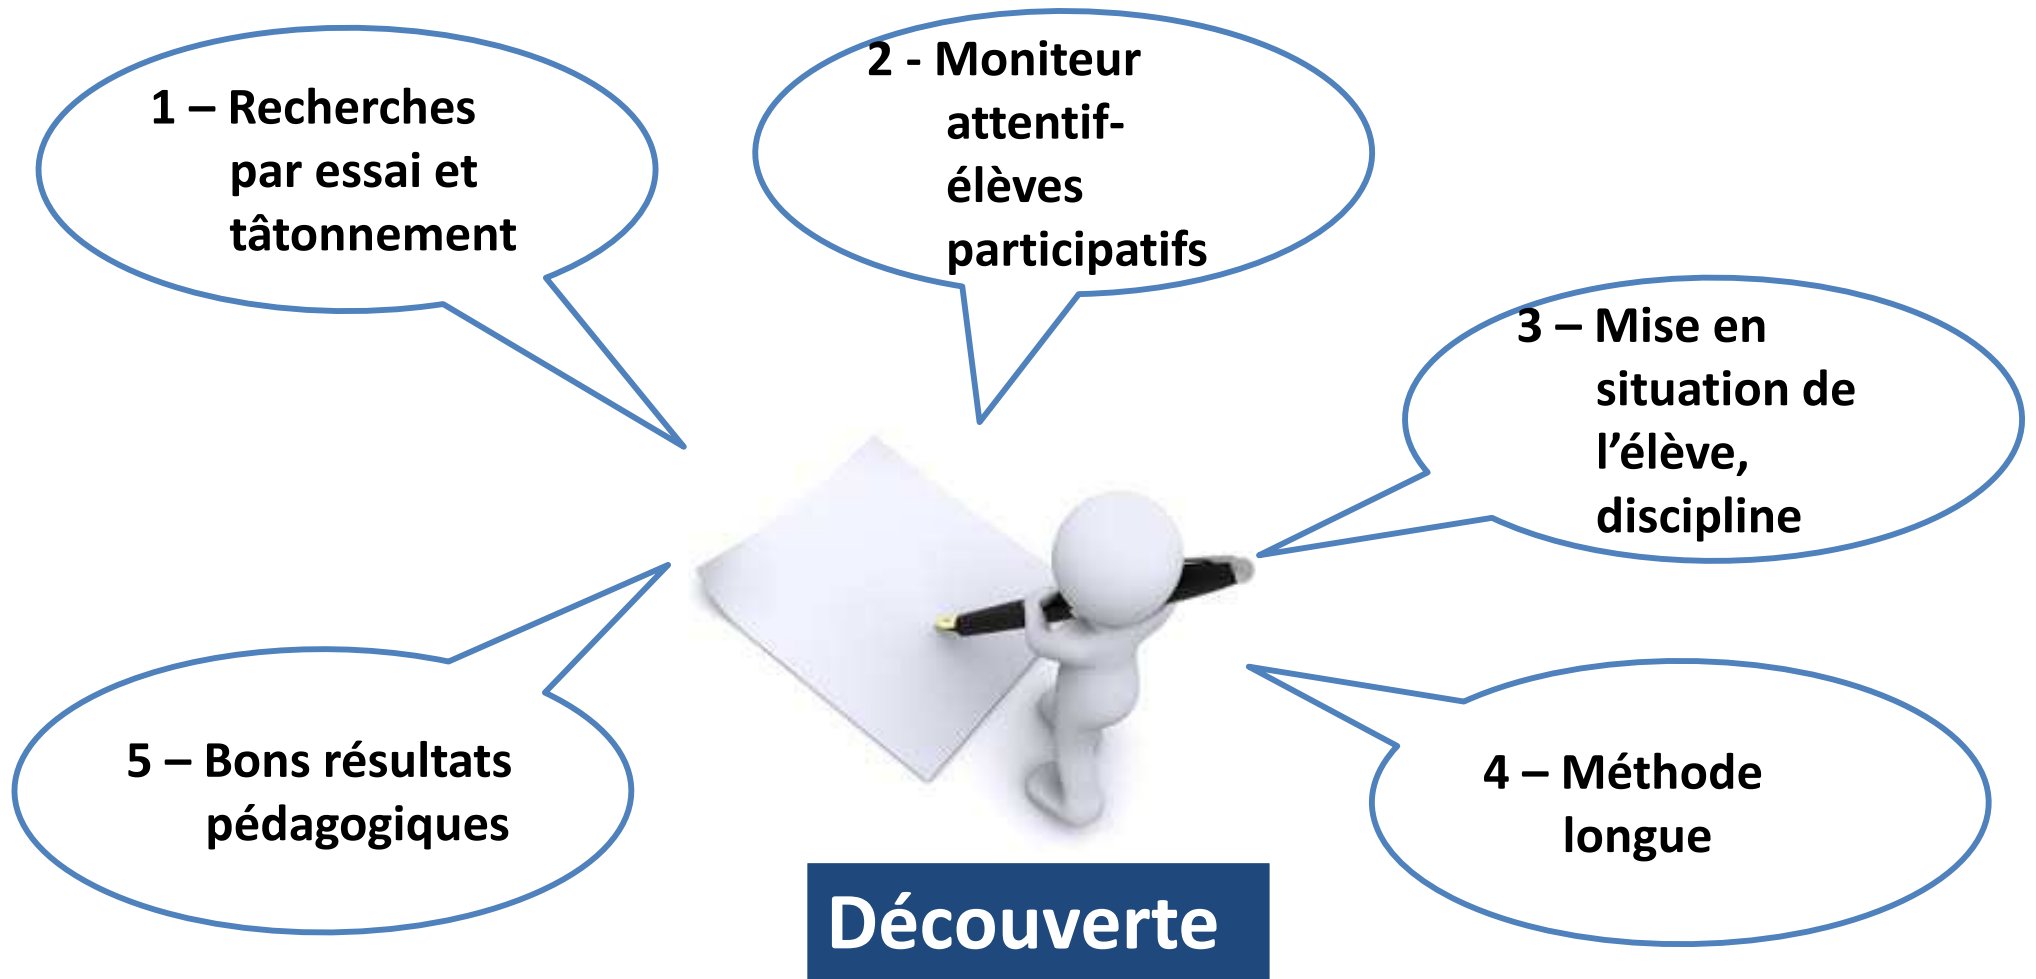 1 – Recherches
par essai et
tâtonnement
2 - Moniteur
attentif-
élèves
participatifs
3 – Mise en
situation de
l’élève,
discipline
4 – Méthode
longue
5 – Bons résultats
pédagogiques
Découverte